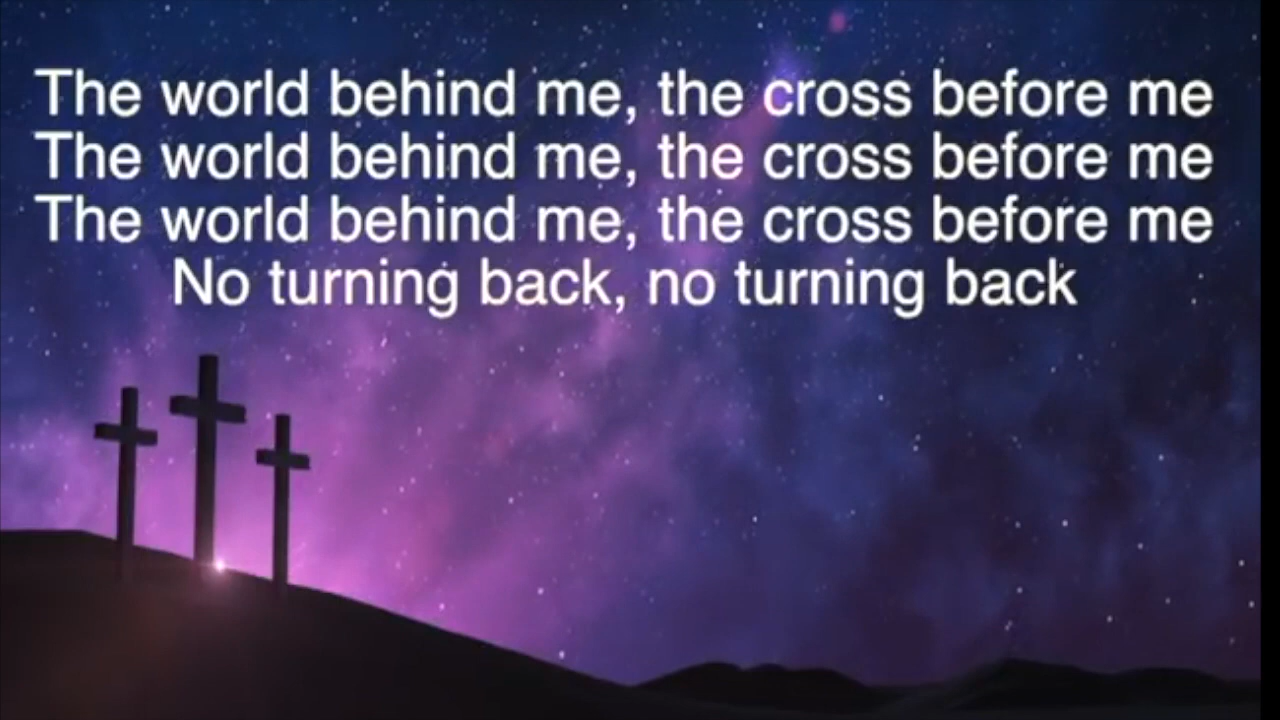 The world behind me, the cross before me
The world behind me, the cross before me
The world behind me, the cross before me
No turning back, no turning back